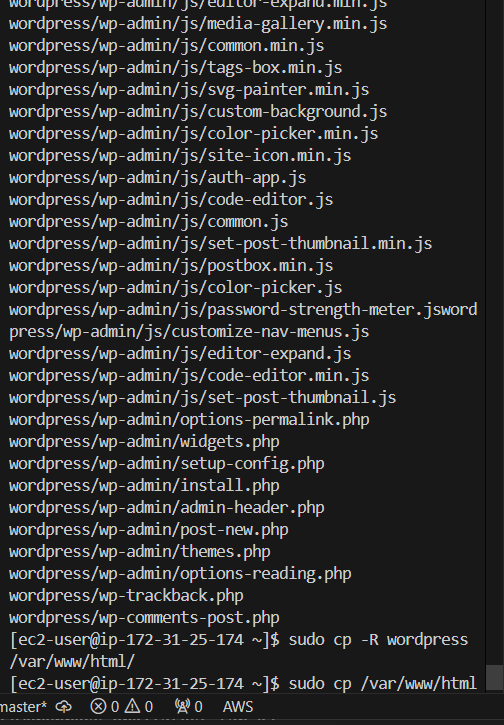 wordpress/wp-admin/js/editor-expand.min.js
wordpress/wp-admin/js/media-gallery.min.js
wordpress/wp-admin/js/common.min.js
wordpress/wp-admin/js/tags-box.min.js
wordpress/wp-admin/js/svg-painter.min.js
wordpress/wp-admin/js/custom-background.js
wordpress/wp-admin/js/color-picker.min.js
wordpress/wp-admin/js/site-icon.min.js
wordpress/wp-admin/js/auth-app.js
wordpress/wp-admin/js/code-editor.js
wordpress/wp-admin/js/common.js
wordpress/wp-admin/js/set-post-thumbnail.min.js
wordpress/wp-admin/js/postbox.min.js
wordpress/wp-admin/js/color-picker.js
wordpress/wp-admin/js/password-strength-meter.jsword
press/wp-admin/js/customize-nav-menus.js
wordpress/wp-admin/js/editor-expand.js
wordpress/wp-admin/js/code-editor.min.js
wordpress/wp-admin/js/set-post-thumbnail.js
wordpress/wp-admin/options-permalink.php
wordpress/wp-admin/widgets.php
wordpress/wp-admin/setup-config.php
wordpress/wp-admin/install.php
wordpress/wp-admin/admin-header.php
wordpress/wp-admin/post-new.php
wordpress/wp-admin/themes.php
wordpress/wp-admin/options-reading.php
wordpress/wp-trackback.php
wordpress/wp-comments-post.php
[ec2-user@ip-172-31-25-174 ~]$ sudo cp -R wordpress
/var/www/html/
[ec2-user@ip-172-31-25-174 ~]$ sudo cp /var/www/html
master* 0 0 0 AWS